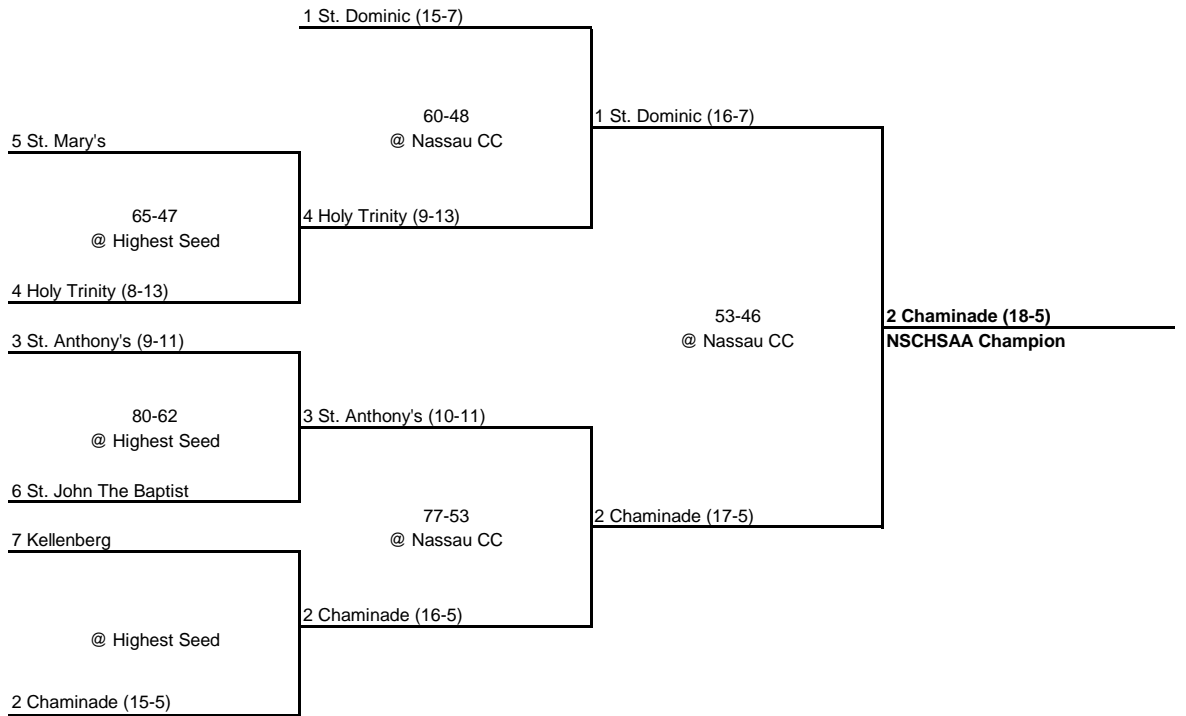 1 St. Dominic (15-7)
60-48
@ Nassau CC
1 St. Dominic (16-7)
5 St. Mary's
65-47
@ Highest Seed
4 Holy Trinity (9-13)
4 Holy Trinity (8-13)
53-46
@ Nassau CC
2 Chaminade (18-5)
NSCHSAA Champion
3 St. Anthony's (9-11)
80-62
@ Highest Seed
3 St. Anthony's (10-11)
6 St. John The Baptist
77-53
@ Nassau CC
2 Chaminade (17-5)
7 Kellenberg
@ Highest Seed
2 Chaminade (16-5)
2 Chaminade (15-5)